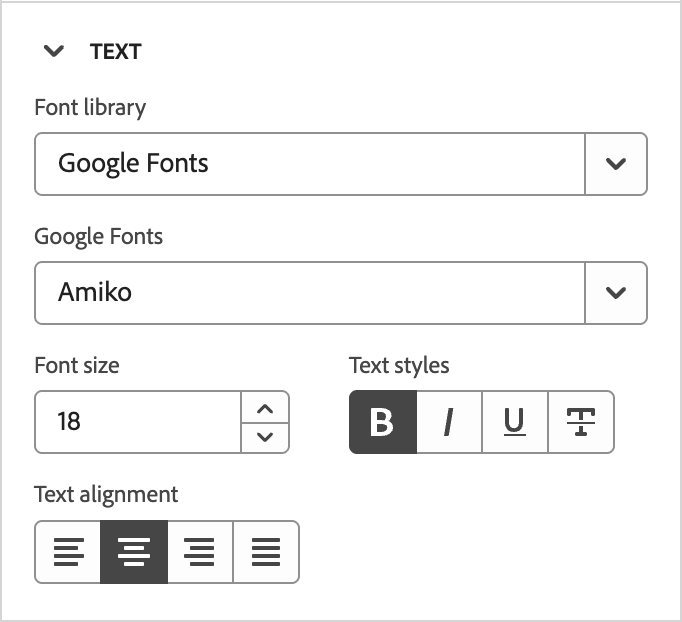 TEXT
Font library
Google Fonts
Google Fonts
Amiko
Font size
Text styles
18
B I U T
Text alignment